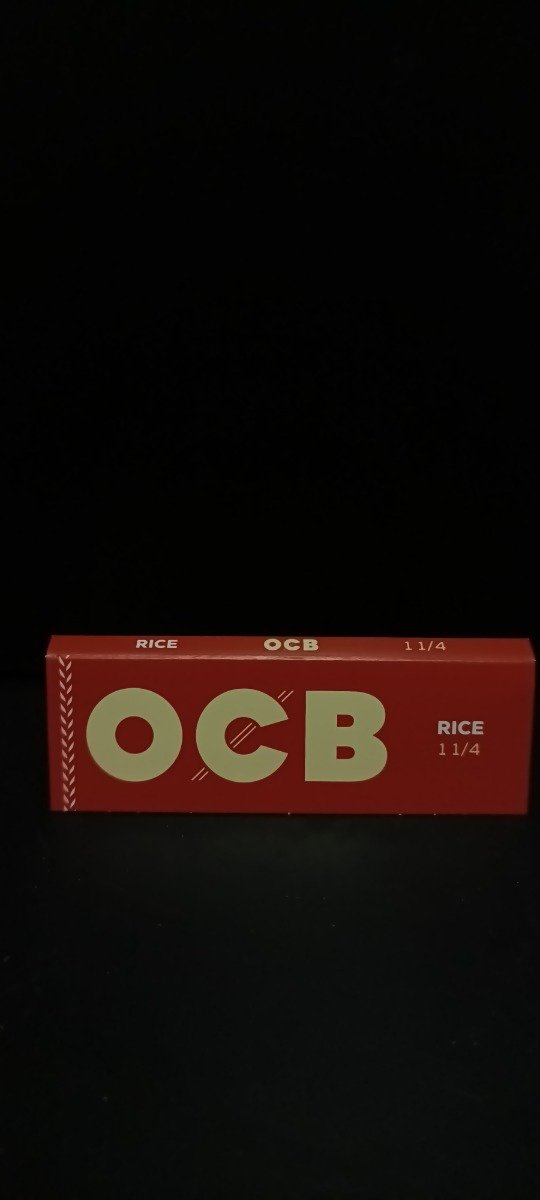 RICE OCB 1 1/4
OCB
RICE
1 1/4